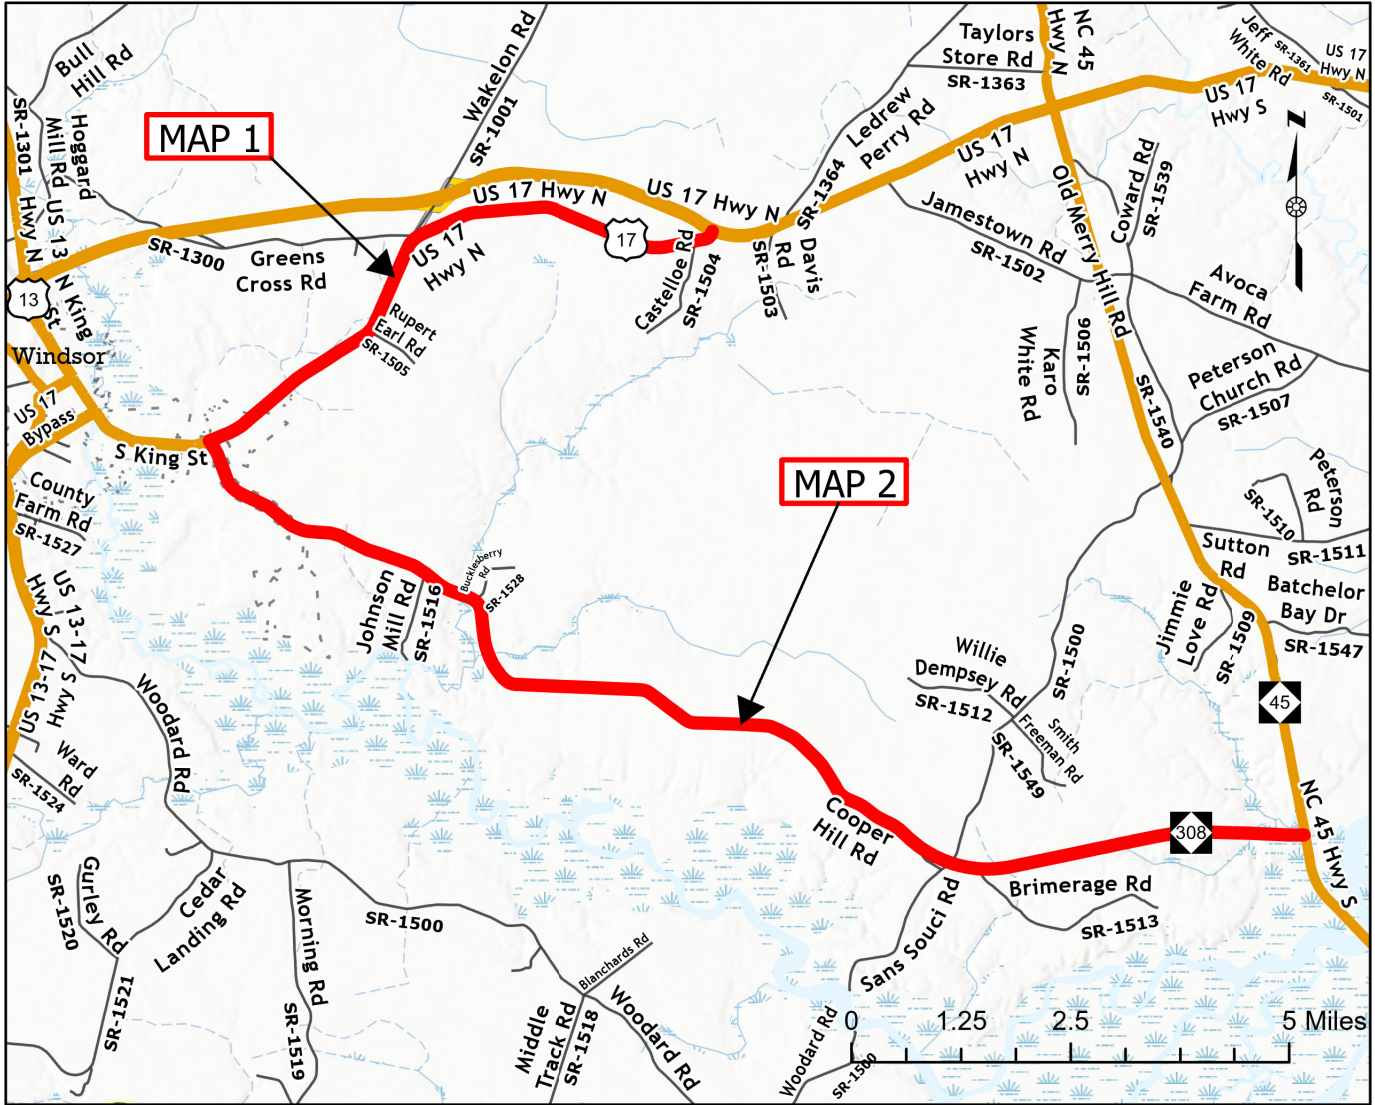 Bull
Hill Rd
SR-1301
Hoggard
Mill Rd
US 13
Hwy N
N King
St
13
Windsor
US 17
Bypass
S King St
SR-1300
Greens
Cross Rd
MAP 1
Wakelon Rd
SR-1001
US 17 Hwy N
US 17 Hwy N
US 17
Hwy N
17
Rupert
Earl Rd
SR-1505
Castelloe Rd
SR-1504
Davis
Rd
SR-1503
Ledrew
Perry Rd
SR-1364
Taylors
Store Rd
SR-1363
NC 45
Hwy N
US 17
Hwy N
US 17
Hwy S
Jeff
White Rd
SR-1361
US 17
Hwy N
SR-1501
N
Jamestown Rd
SR-1502
Old Merry Hill Rd
Coward Rd
SR-1539
Avoca
Farm Rd
Karo
White Rd
SR-1506
Peterson
Church Rd
SR-1507
SR-1540
Peterson
Rd
SR-1510
SR-1511
Sutton
Rd
Batchelor
Bay Dr
SR-1547
Jimmie
Love Rd
SR-1509
45
MAP 2
County
Farm Rd
SR-1527
US 13-17
Hwy S
US 13-17
Hwy S
Ward
Rd
SR-1524
Woodard Rd
Johnson
Mill Rd
SR-1516
Bucklesberry
Rd
SR-1528
Willie
Dempsey Rd
SR-1512
SR-1500
Smith
Freeman Rd
SR-1549
Cooper
Hill Rd
308
NC 45 Hwy S
Brimerage Rd
SR-1513
Sans Souci Rd
Gurley Rd
SR-1520
Cedar
Landing Rd
SR-1521
Morning Rd
SR-1519
SR-1500
Blanchards Rd
Middle
Track Rd
SR-1518
Woodard Rd
Woodard Rd
SR-1500
0 1.25 2.5 5 Miles